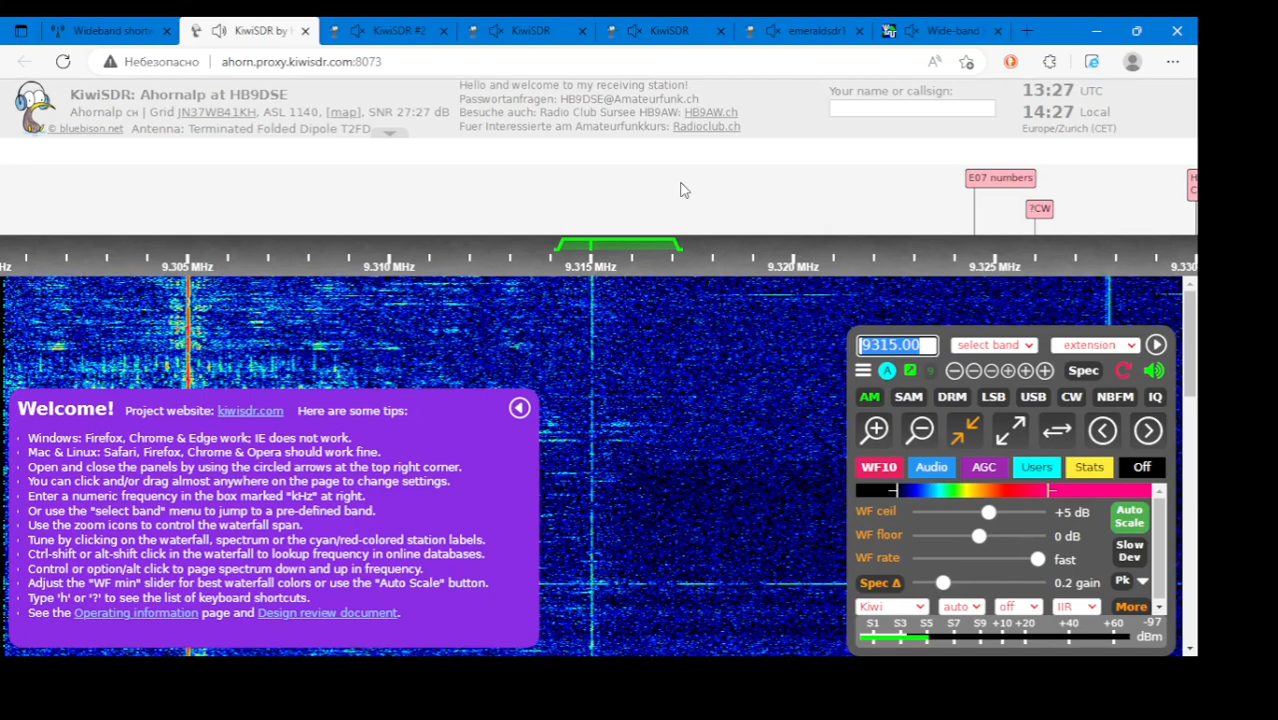 Wideband shortw
KiwiSDR by H
KiwiSDR #2
KiwiSDR
KiwiSDR
emeraldsdr1
Wide-band
Небезопасно
ahorn.proxy.kiwisdr.com:8073
KiwiSDR: Ahornalp at HB9DSE
Ahornalp CH | Grid JN37WB41KH, ASL 1140, [map], SNR 27:27 dB
© bluebison.net Antenna: Terminated Folded Dipole T2FD
Hello and welcome to my receiving station!
Passwortanfragen: HB9DSE@Amateurfunk.ch
Besuche auch: Radio Club Sursee HB9AW: HB9AW.ch
Fuer Interessierte am Amateurfunkkurs: Radioclub.ch
Your name or callsign:
13:27 UTC
14:27 Local
Europe/Zurich (CET)
E07 numbers
?CW
H
C
Hz
9.305 MHz
9.310 MHz
9.315 MHz
9.320 MHz
9.325 MHz
9.330
Welcome! Project website: kiwisdr.com Here are some tips:
· Windows: Firefox, Chrome & Edge work; IE does not work.
· Mac & Linux: Safari, Firefox, Chrome & Opera should work fine.
· Open and close the panels by using the circled arrows at the top right corner.
· You can click and/or drag almost anywhere on the page to change settings.
· Enter a numeric frequency in the box marked "kHz" at right.
· Or use the "select band" menu to jump to a pre-defined band.
· Use the zoom icons to control the waterfall span.
· Tune by clicking on the waterfall, spectrum or the cyan/red-colored station labels.
· Ctrl-shift or alt-shift click in the waterfall to lookup frequency in online databases.
· Control or option/alt click to page spectrum down and up in frequency.
· Adjust the "WF min" slider for best waterfall colors or use the "Auto Scale" button.
· Type 'h' or '?' to see the list of keyboard shortcuts.
· See the Operating information page and Design review document.
9315.00
select band
extension
A
9
Spec
AM SAM DRM LSB USB CW NBFM IQ
WF10 Audio AGC Users Stats Off
WF ceil +5 dB
Auto
Scale
WF floor 0 dB
Slow
Dev
WF rate fast
Spec Δ 0.2 gain
Pk
Kiwi auto off IIR More
S1 S3 S5 S7 S9 +10 +20 +40 +60 -97
dBm